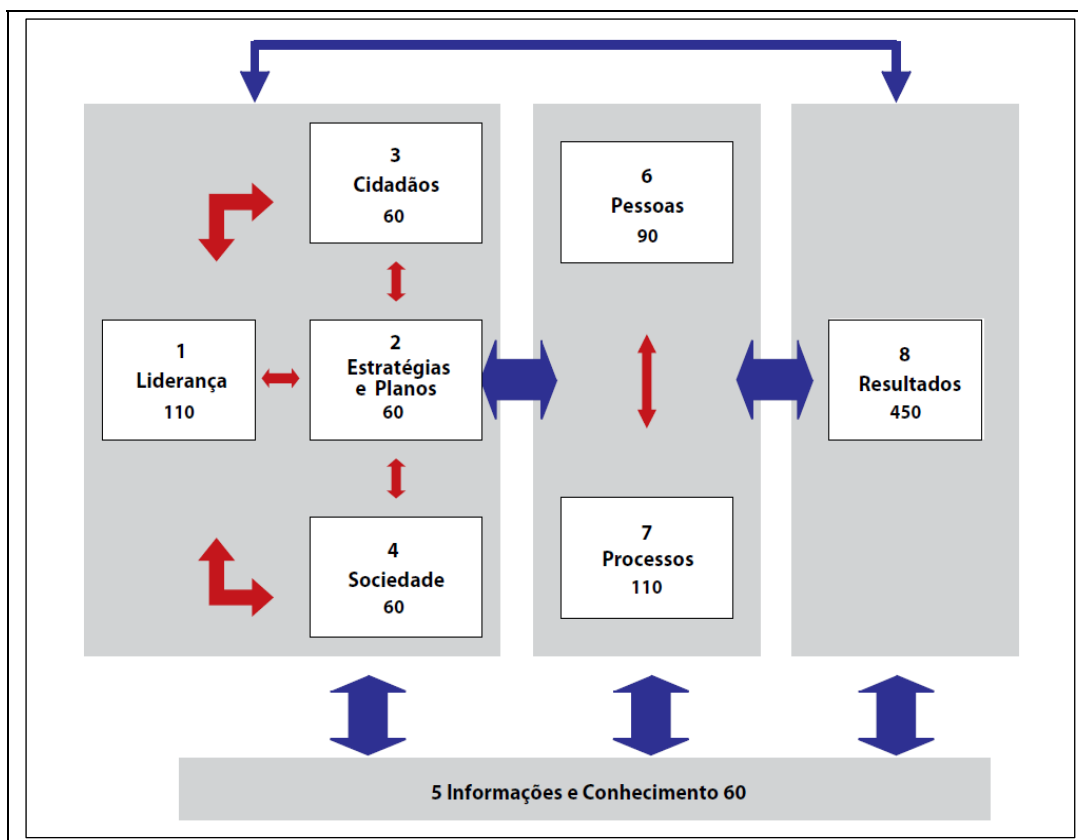 3
Cidadãos
60
6
Pessoas
90
1
Liderança
110
2
Estratégias
e Planos
60
8
Resultados
450
4
Sociedade
60
7
Processos
110
5 Informações e Conhecimento 60